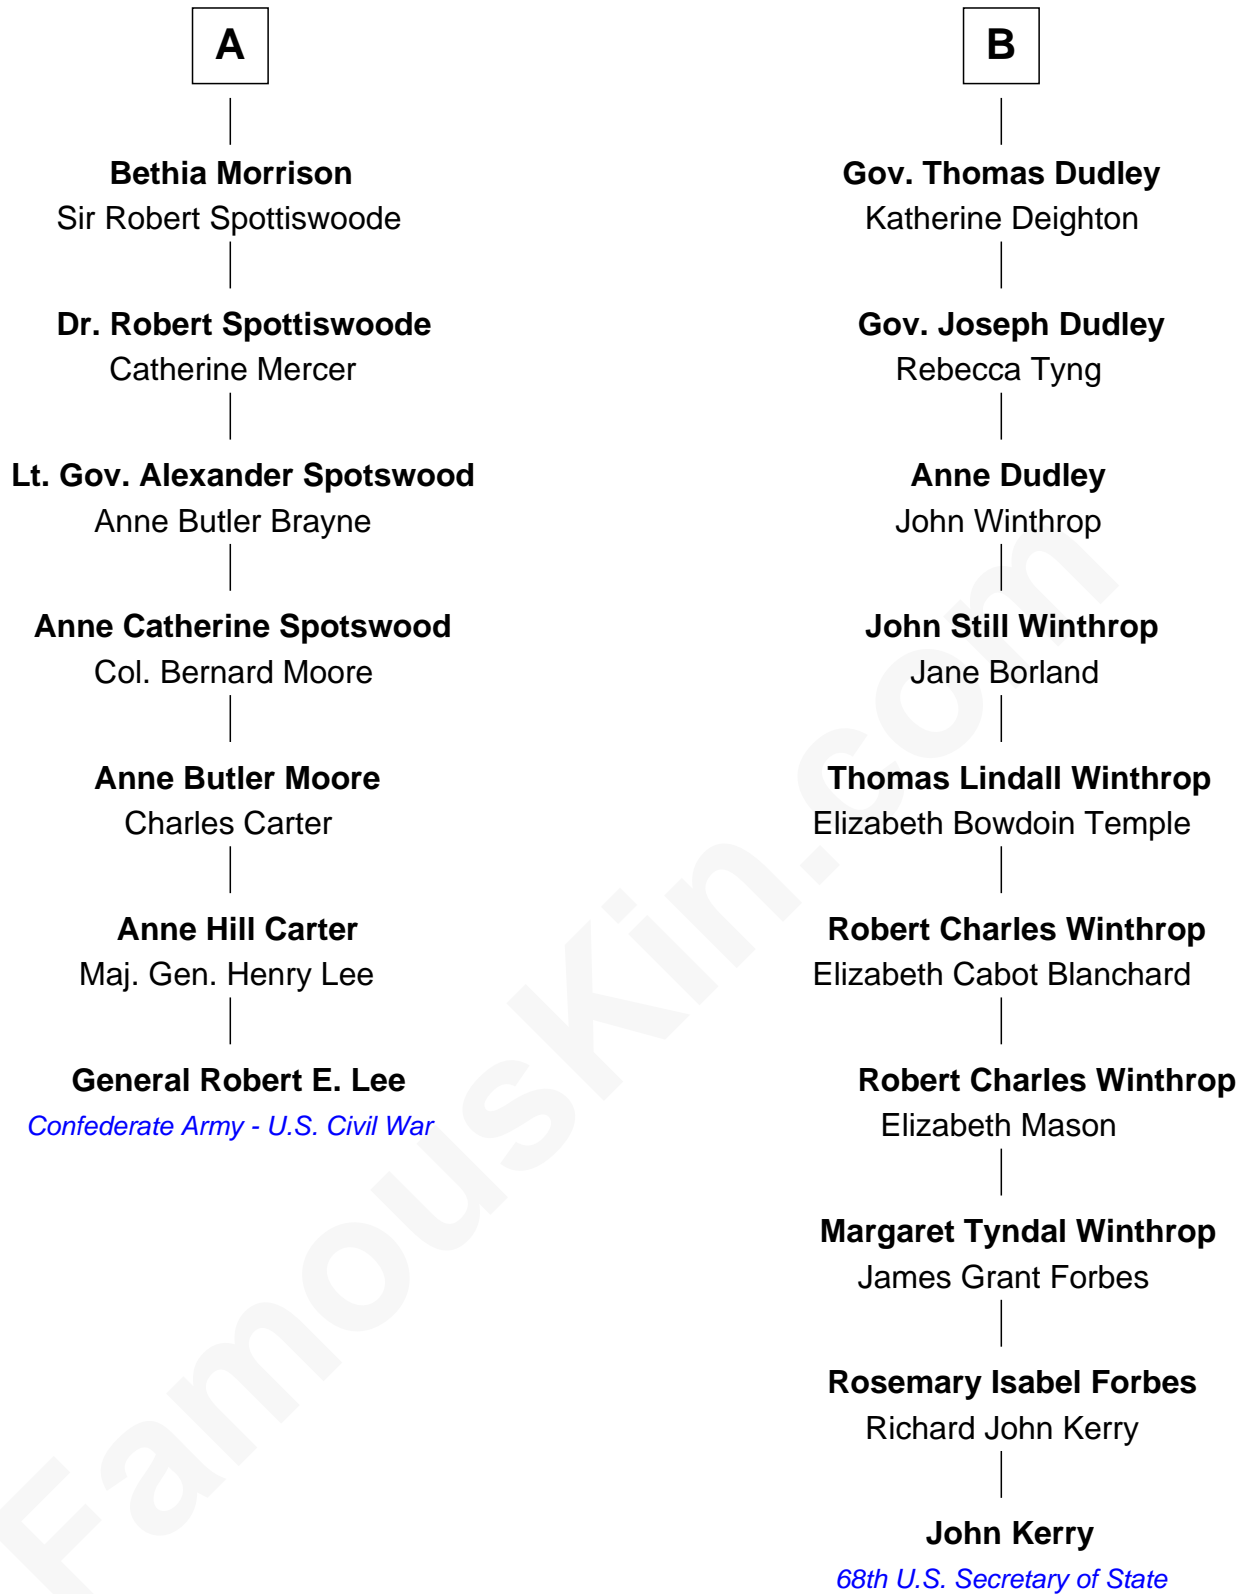 A
Bethia Morrison
Sir Robert Spottiswoode
Dr. Robert Spottiswoode
Catherine Mercer
Lt. Gov. Alexander Spotswood
Anne Butler Brayne
Anne Catherine Spotswood
Col. Bernard Moore
Anne Butler Moore
Charles Carter
Anne Hill Carter
Maj. Gen. Henry Lee
General Robert E. Lee
Confederate Army - U.S. Civil War
B
Gov. Thomas Dudley
Katherine Deighton
Gov. Joseph Dudley
Rebecca Tyng
Anne Dudley
John Winthrop
John Still Winthrop
Jane Borland
Thomas Lindall Winthrop
Elizabeth Bowdoin Temple
Robert Charles Winthrop
Elizabeth Cabot Blanchard
Robert Charles Winthrop
Elizabeth Mason
Margaret Tyndal Winthrop
James Grant Forbes
Rosemary Isabel Forbes
Richard John Kerry
John Kerry
68th U.S. Secretary of State
FamousKin.com